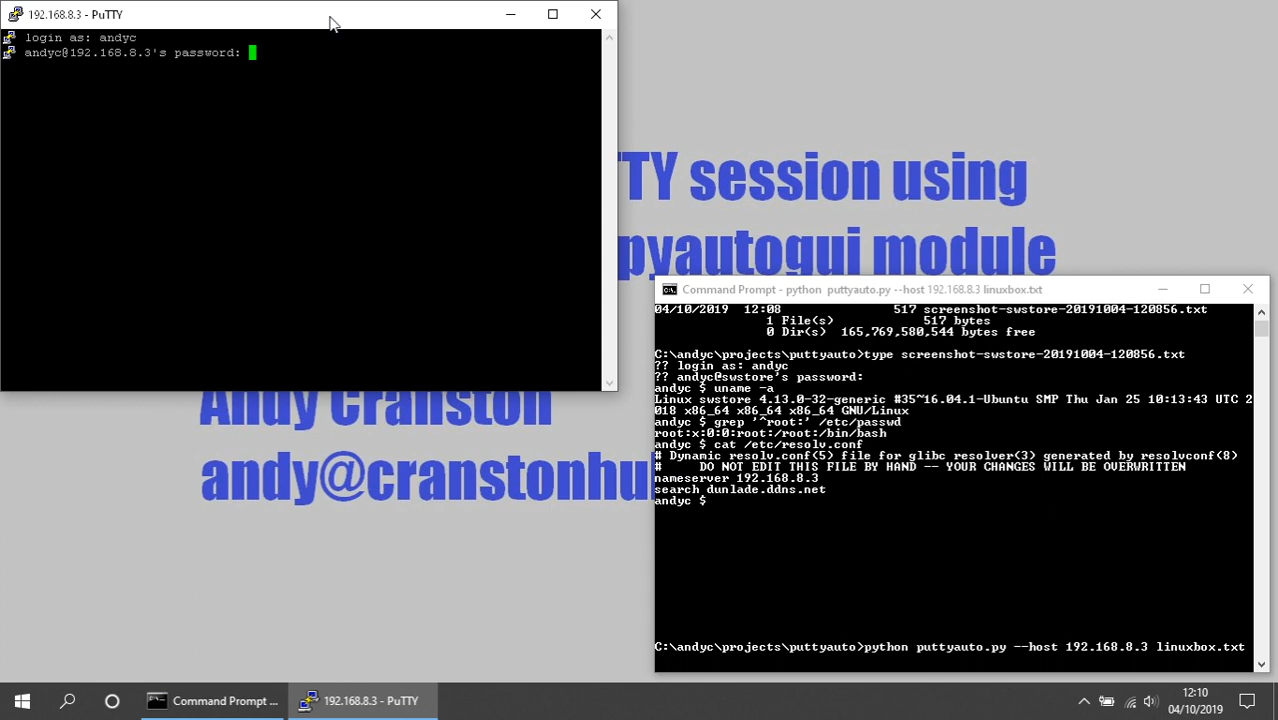 192.168.8.3 - PuTTY
login as: andyc
andyc@192.168.8.3's password:
TTY session using
pyautogui module
Andy Cranston
andy@cranstonhu
Command Prompt - python  puttyauto.py --host 192.168.8.3 linuxbox.txt
04/10/2019  12:08               517 screenshot-swstore-20191004-120856.txt
1 File(s)            517 bytes
0 Dir(s)  165,769,580,544 bytes free
C:\andyc\projects\puttyauto>type screenshot-swstore-20191004-120856.txt
?? login as: andyc
?? andyc@swstore's password:
andyc $ uname -a
Linux swstore 4.13.0-32-generic #35~16.04.1-Ubuntu SMP Thu Jan 25 10:13:43 UTC 2
018 x86_64 x86_64 x86_64 GNU/Linux
andyc $ grep '^root:' /etc/passwd
root:x:0:0:root:/root:/bin/bash
andyc $ cat /etc/resolv.conf
# Dynamic resolv.conf(5) file for glibc resolver(3) generated by resolvconf(8)
#     DO NOT EDIT THIS FILE BY HAND -- YOUR CHANGES WILL BE OVERWRITTEN
nameserver 192.168.8.3
search dunlade.ddns.net
andyc $
C:\andyc\projects\puttyauto>python puttyauto.py --host 192.168.8.3 linuxbox.txt
Command Prompt ...
192.168.8.3 - PuTTY
12:10
04/10/2019